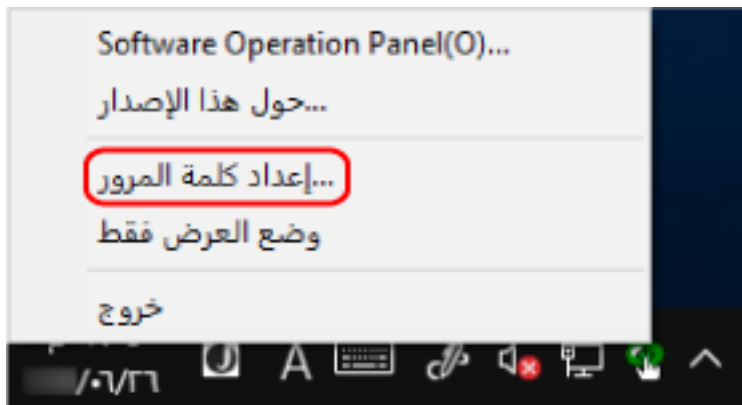 Software Operation Panel(O)...
حول هذا الإصدار...
إعداد كلمة المرور...
وضع العرض فقط
خروج
A
/٠٦/٢٦